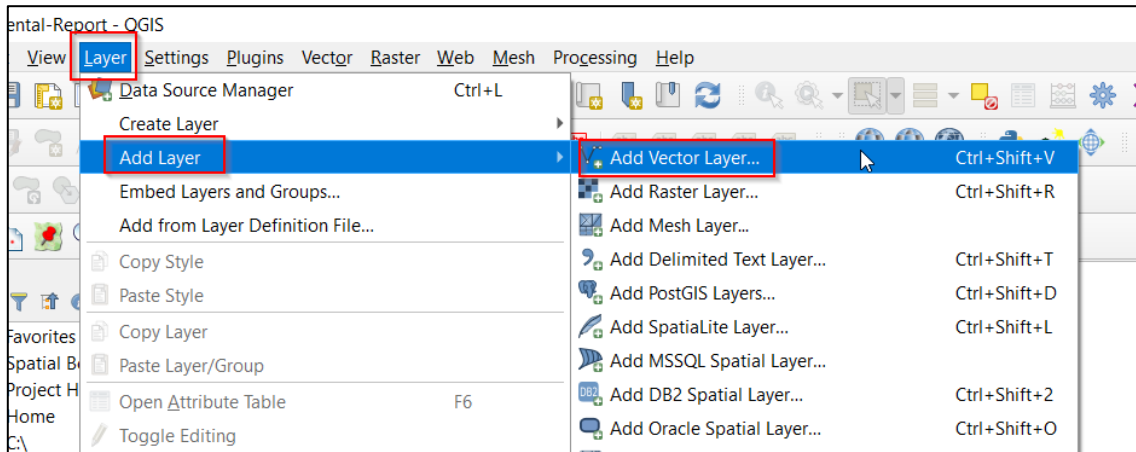 ental-Report - QGIS
View Layer Settings Plugins Vector Raster Web Mesh Processing Help
Data Source Manager Ctrl+L
Create Layer
Add Layer
Add Vector Layer... Ctrl+Shift+V
Embed Layers and Groups...
Add Raster Layer... Ctrl+Shift+R
Add from Layer Definition File...
Add Mesh Layer...
Copy Style
Add Delimited Text Layer... Ctrl+Shift+T
Paste Style
Add PostGIS Layers... Ctrl+Shift+D
Favorites
Copy Layer
Add SpatiaLite Layer... Ctrl+Shift+L
Spatial B
Paste Layer/Group
Add MSSQL Spatial Layer...
Project H
Open Attribute Table F6
DB2
Add DB2 Spatial Layer... Ctrl+Shift+2
Home
C:\
Toggle Editing
Add Oracle Spatial Layer... Ctrl+Shift+O